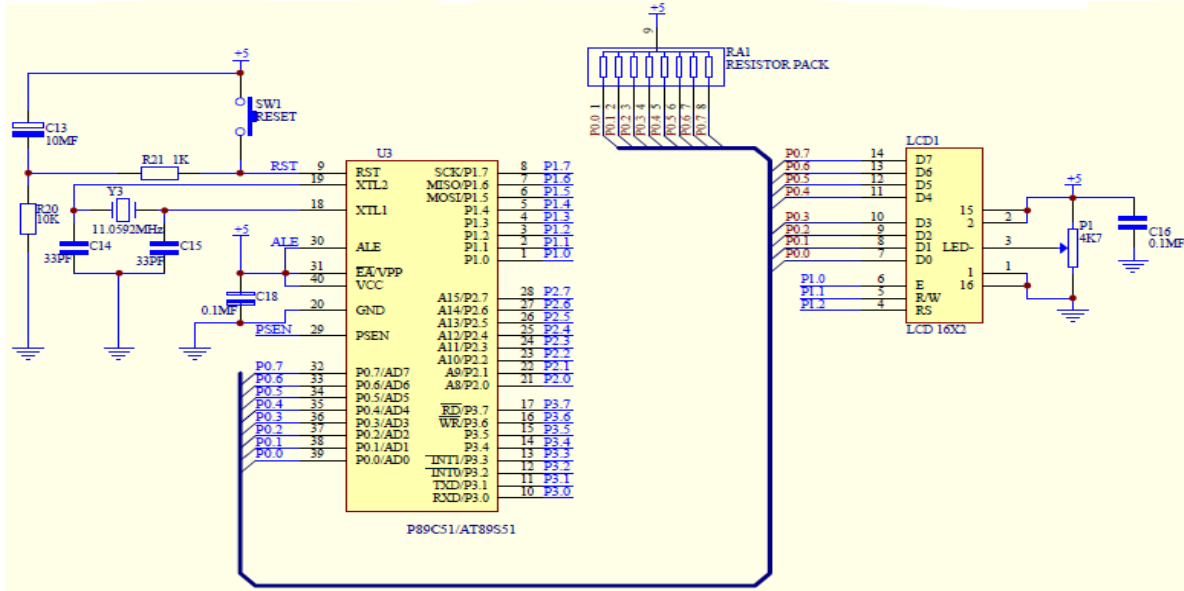 +5
9
RA1
RESISTOR PACK
P0.0 1
P0.1 2
P0.2 3
P0.3 4
P0.4 5
P0.5 6
P0.6 7
P0.7 8
+5
SW1
RESET
C13
10MF
R21 1K
R20
10K
Y3
11.0592MHz
C14
33PF
C15
33PF
+5
C18
0.1MF
U3
RST 9 RST
19 XTL2
18 XTL1
ALE 30 ALE
31 EA/VPP
40 VCC
20 GND
PSEN 29 PSEN
P0.7 32 P0.7/AD7
P0.6 33 P0.6/AD6
P0.5 34 P0.5/AD5
P0.4 35 P0.4/AD4
P0.3 36 P0.3/AD3
P0.2 37 P0.2/AD2
P0.1 38 P0.1/AD1
P0.0 39 P0.0/AD0
SCK/P1.7 8 P1.7
MISO/P1.6 7 P1.6
MOSI/P1.5 6 P1.5
P1.4 5 P1.4
P1.3 4 P1.3
P1.2 3 P1.2
P1.1 2 P1.1
P1.0 1 P1.0
A15/P2.7 28 P2.7
A14/P2.6 27 P2.6
A13/P2.5 26 P2.5
A12/P2.4 25 P2.4
A11/P2.3 24 P2.3
A10/P2.2 23 P2.2
A9/P2.1 22 P2.1
A8/P2.0 21 P2.0
RD/P3.7 17 P3.7
WR/P3.6 16 P3.6
P3.5 15 P3.5
P3.4 14 P3.4
INT1/P3.3 13 P3.3
INT0/P3.2 12 P3.2
TXD/P3.1 11 P3.1
RXD/P3.0 10 P3.0
P89C51/AT89S51
LCD1
P0.7 14 D7
P0.6 13 D6
P0.5 12 D5
P0.4 11 D4
P0.3 10 D3
P0.2 9 D2
P0.1 8 D1
P0.0 7 D0
P1.0 6 E
P1.1 5 R/W
P1.2 4 RS
15
2 2
LED- 3
1 1
16
LCD 16X2
+5
P1
4K7
C16
0.1MF